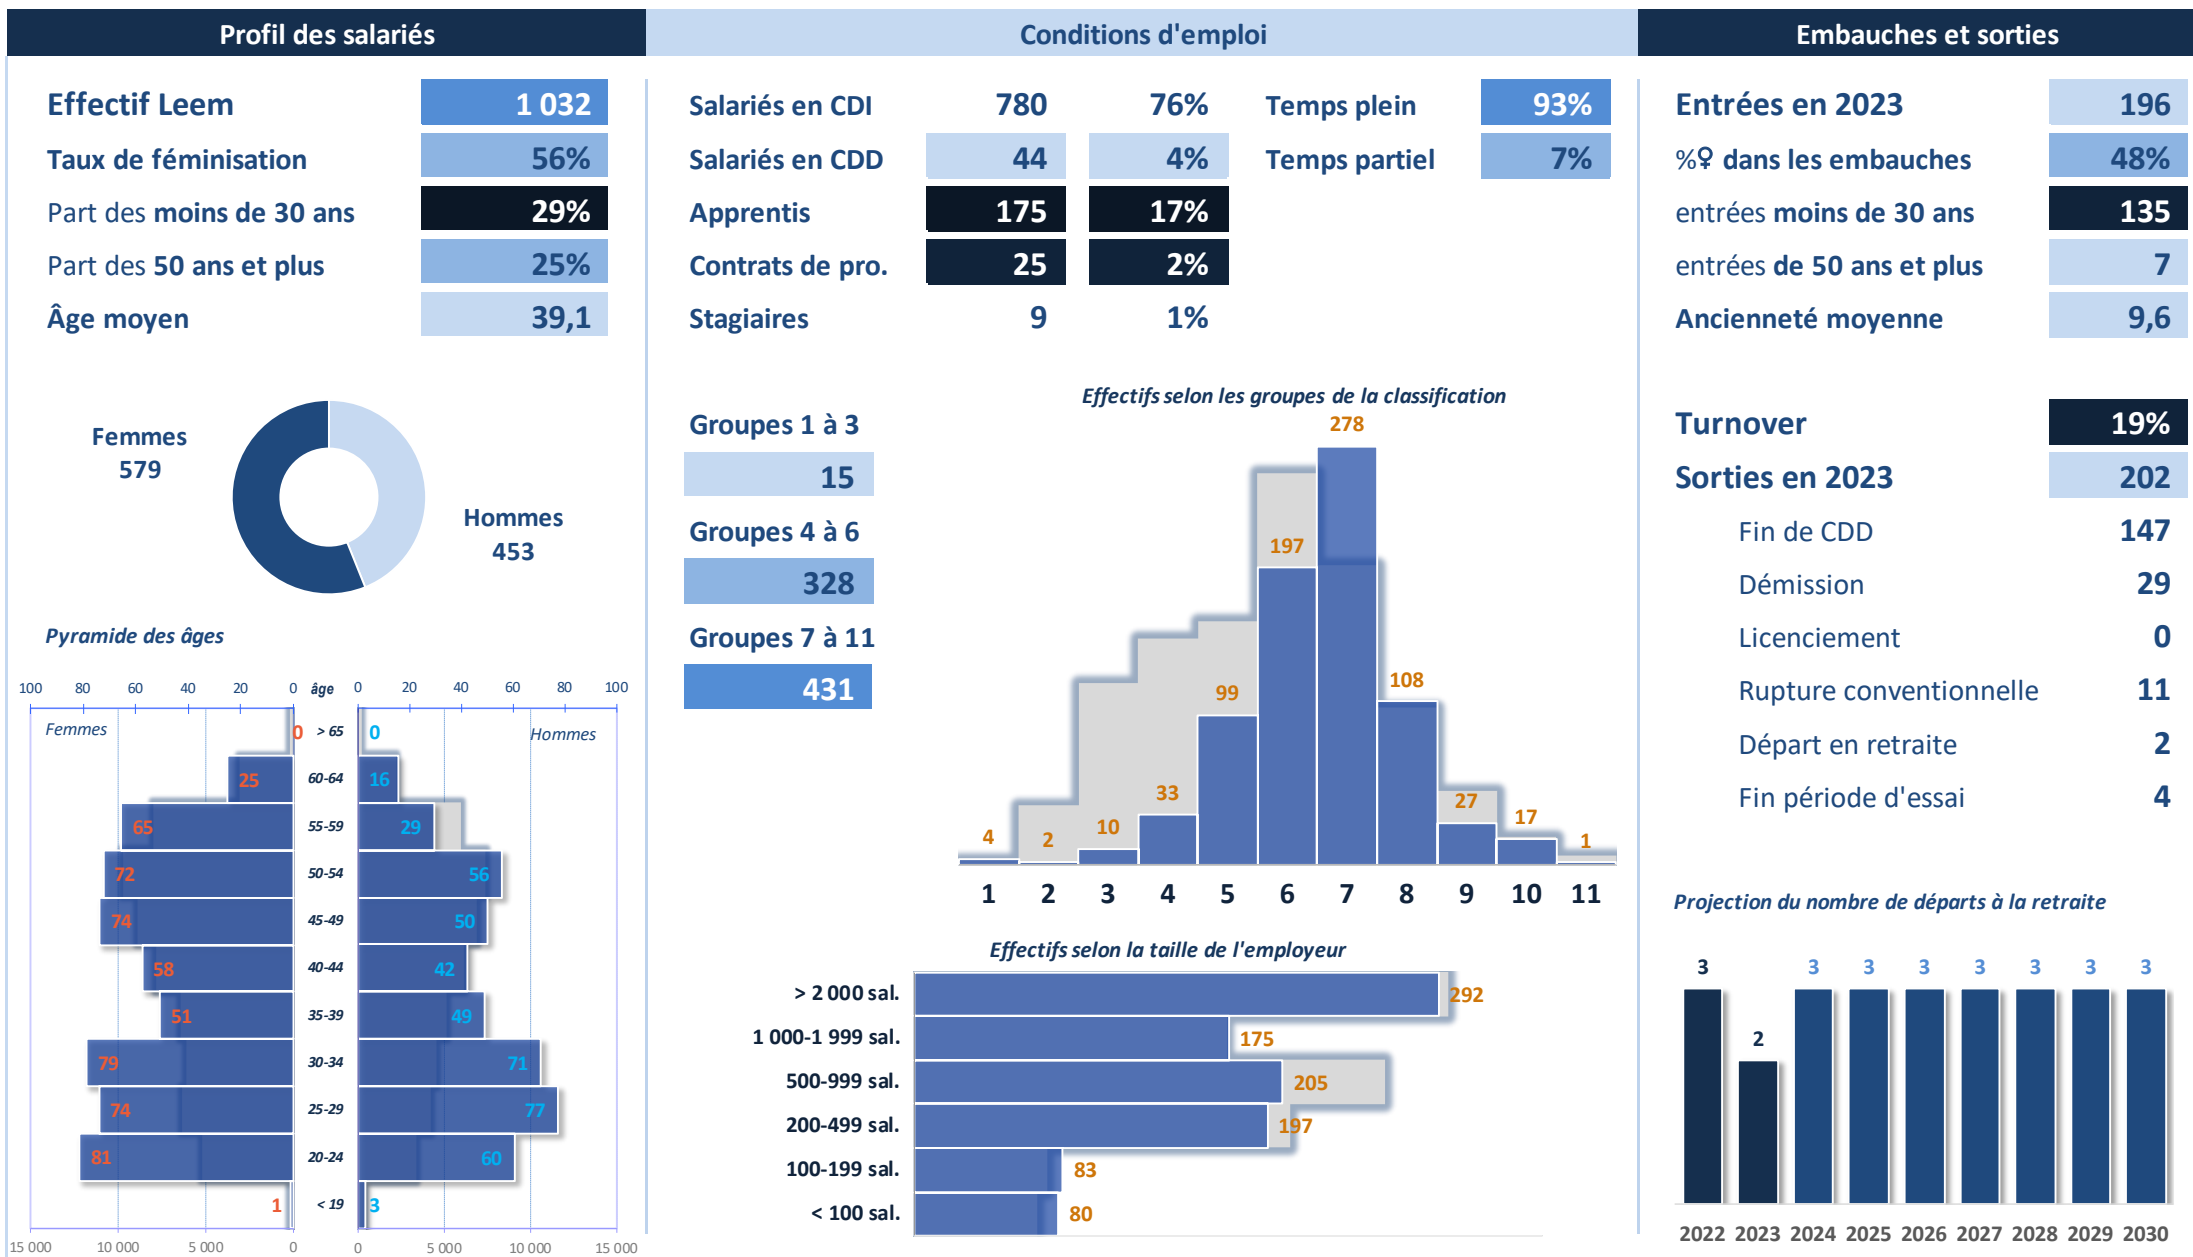 Profil des salariés
Effectif Leem 1 032
Taux de féminisation 56%
Part des moins de 30 ans 29%
Part des 50 ans et plus 25%
Âge moyen 39,1
Femmes
579
Hommes
453
Pyramide des âges
100 80 60 40 20 0 âge 0 20 40 60 80 100
Femmes 0 > 65 0 Hommes
25 60-64 16
65 55-59 29
72 50-54 56
74 45-49 50
58 40-44 42
51 35-39 49
79 30-34 71
74 25-29 77
81 20-24 60
1 < 19 3
15 000 10 000 5 000 0 0 5 000 10 000 15 000
Conditions d'emploi
Salariés en CDI 780 76% Temps plein 93%
Salariés en CDD 44 4% Temps partiel 7%
Apprentis 175 17%
Contrats de pro. 25 2%
Stagiaires 9 1%
Groupes 1 à 3
15
Groupes 4 à 6
328
Groupes 7 à 11
431
Effectifs selon les groupes de la classification
4 2 10 33 99 197 278 108 27 17 1
1 2 3 4 5 6 7 8 9 10 11
Effectifs selon la taille de l'employeur
> 2 000 sal. 292
1 000-1 999 sal. 175
500-999 sal. 205
200-499 sal. 197
100-199 sal. 83
< 100 sal. 80
Embauches et sorties
Entrées en 2023 196
%♀ dans les embauches 48%
entrées moins de 30 ans 135
entrées de 50 ans et plus 7
Ancienneté moyenne 9,6
Turnover 19%
Sorties en 2023 202
Fin de CDD 147
Démission 29
Licenciement 0
Rupture conventionnelle 11
Départ en retraite 2
Fin période d'essai 4
Projection du nombre de départs à la retraite
3 2 3 3 3 3 3 3 3
2022 2023 2024 2025 2026 2027 2028 2029 2030